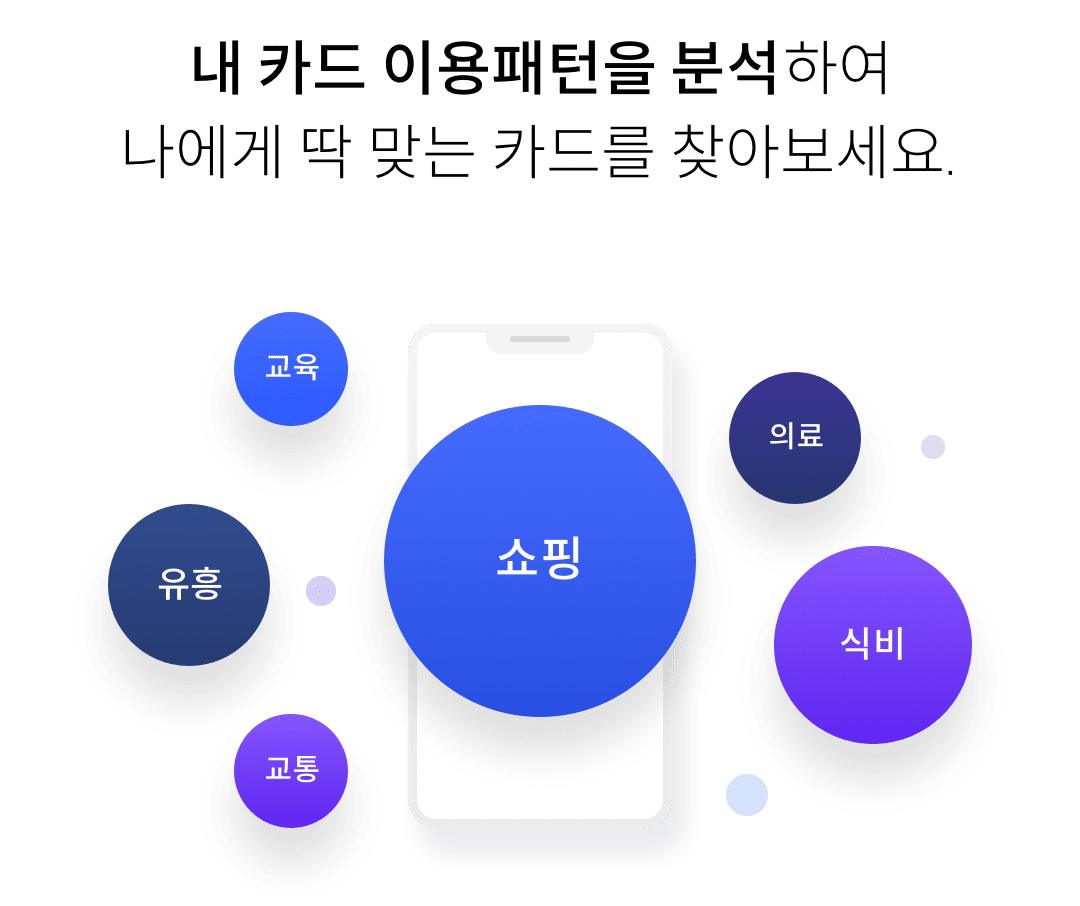 내 카드 이용패턴을 분석하여
나에게 딱 맞는 카드를 찾아보세요.
교육
의료
쇼핑
유흥
식비
교통